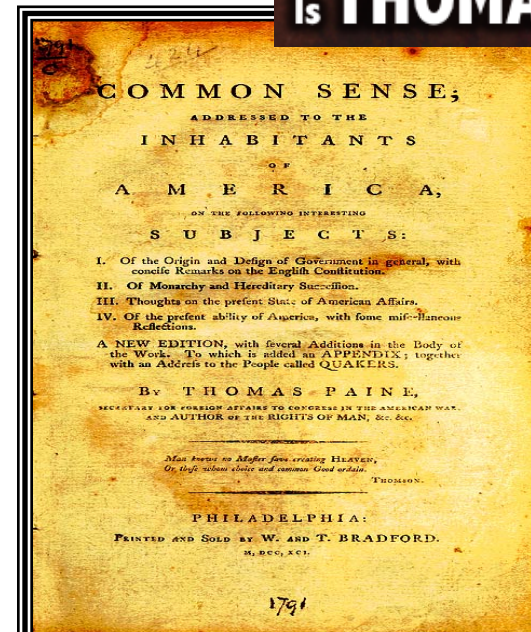 Is THOMA
1791
COMMON SENSE;
ADDRESSED TO THE
INHABITANTS
OF
AMERICA,
ON THE FOLLOWING INTERESTING
SUBJECTS:
I. Of the Origin and Deſign of Government in general, with
conciſe Remarks on the Engliſh Conſtitution.
II. Of Monarchy and Hereditary Succeſſion.
III. Thoughts on the preſent State of American Affairs.
IV. Of the preſent ability of America, with ſome miſcellaneous
Reflections.
A NEW EDITION, with ſeveral Additions in the Body of
the Work. To which is added an APPENDIX; together
with an Addreſs to the People called QUAKERS.
By THOMAS PAINE,
SECRETARY FOR FOREIGN AFFAIRS TO CONGRESS IN THE AMERICAN WAR,
AND AUTHOR OF THE RIGHTS OF MAN, &c. &c.
Man knows no Maſter ſave creating HEAVEN,
Or thoſe whom choice and common Good ordain.
THOMSON.
PHILADELPHIA:
PRINTED AND SOLD BY W. AND T. BRADFORD.
M, DCC, XCI.
1791